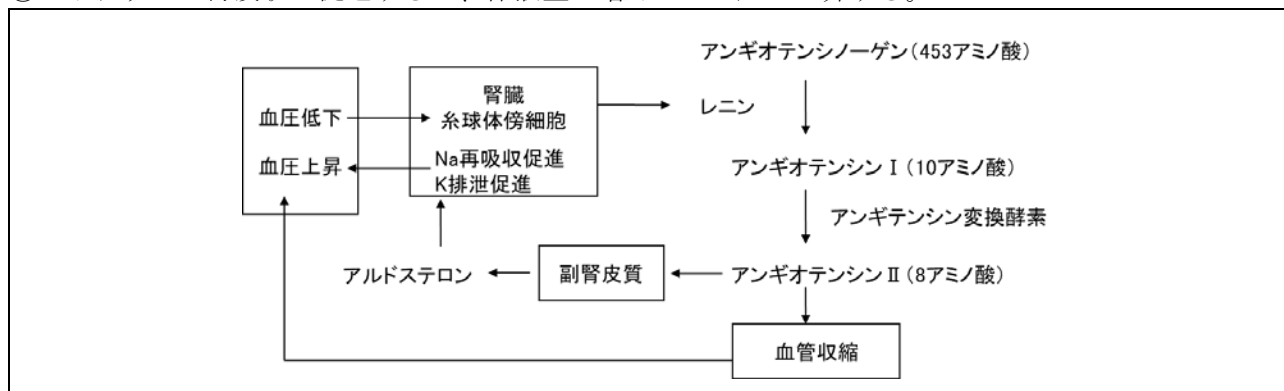 アンギオテンシノーゲン(453アミノ酸)
血圧低下
腎臓
糸球体傍細胞
レニン
血圧上昇
Na再吸収促進
K排泄促進
アンギオテンシンⅠ(10アミノ酸)
アンギテンシン変換酵素
アルドステロン
副腎皮質
アンギオテンシンⅡ(8アミノ酸)
血管収縮